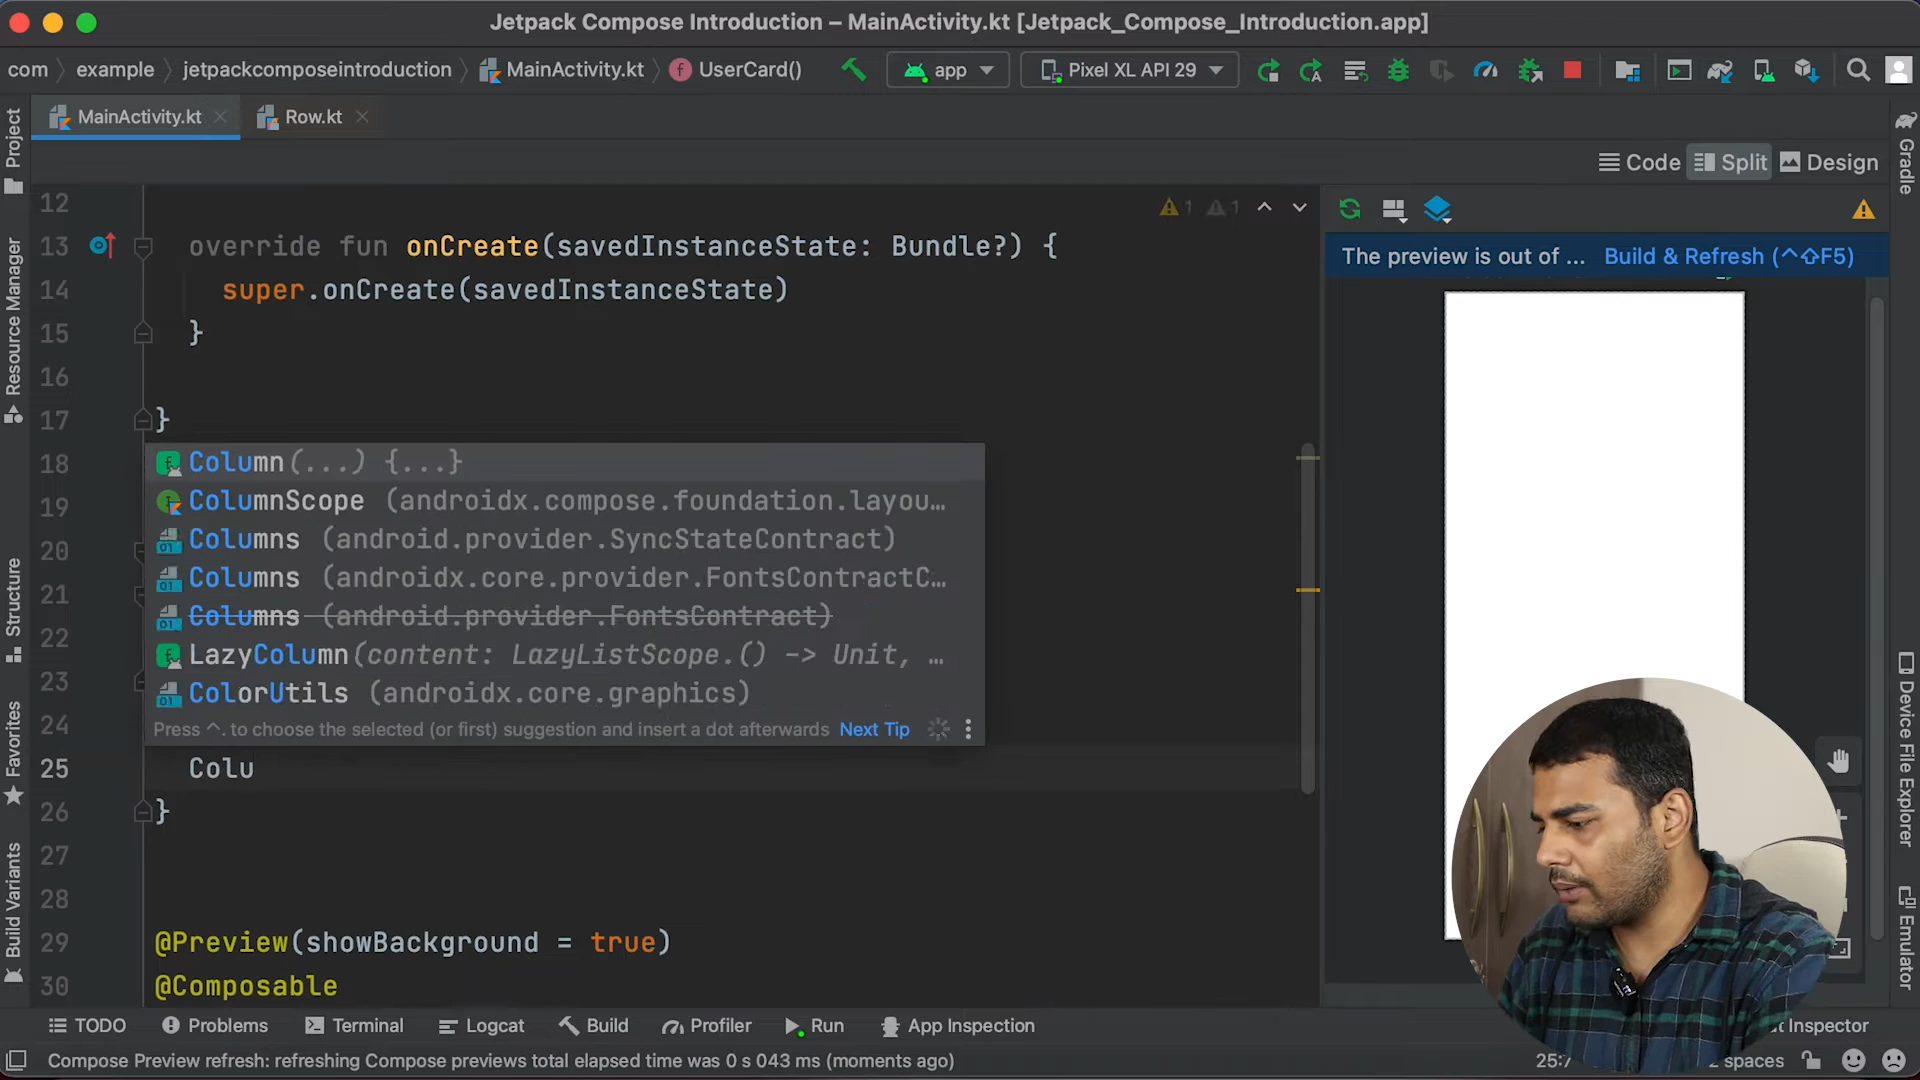 Jetpack Compose Introduction – MainActivity.kt [Jetpack_Compose_Introduction.app]
com example jetpackcomposeintroduction MainActivity.kt UserCard() app Pixel XL API 29
MainActivity.kt Row.kt
Code Split Design
Project
Resource Manager
Structure
Favorites
Build Variants
Gradle
Device File Explorer
Emulator
12
1 1
13 override fun onCreate(savedInstanceState: Bundle?) {
14 super.onCreate(savedInstanceState)
15 }
16
17 }
18
19
20
21
22
23
24
Column(...) {...}
ColumnScope (androidx.compose.foundation.layou...
Columns (android.provider.SyncStateContract)
Columns (androidx.core.provider.FontsContractC...
Columns (android.provider.FontsContract)
LazyColumn(content: LazyListScope.() -> Unit, ...
ColorUtils (androidx.core.graphics)
Press ^. to choose the selected (or first) suggestion and insert a dot afterwards Next Tip
25 Colu
26 }
27
28
29 @Preview(showBackground = true)
30 @Composable
The preview is out of ... Build & Refresh (^⇧F5)
TODO Problems Terminal Logcat Build Profiler Run App Inspection t Inspector
Compose Preview refresh: refreshing Compose previews total elapsed time was 0 s 043 ms (moments ago) 25:7 2 spaces